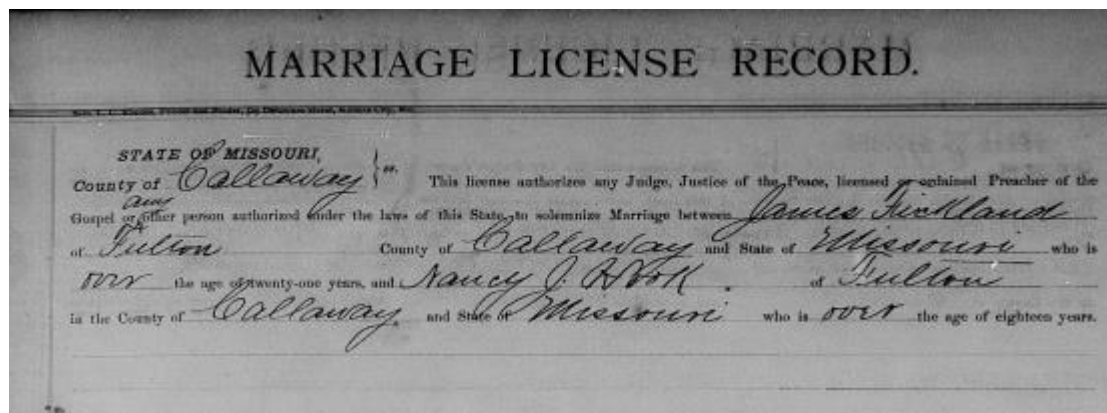 MARRIAGE LICENSE RECORD.
STATE OF MISSOURI,
County of Callaway } ss. This license authorizes any Judge, Justice of the Peace, licensed or ordained Preacher of the
any
Gospel or other person authorized under the laws of this State, to solemnize Marriage between James Kickland
of Fulton County of Callaway and State of Missouri who is
over the age of twenty-one years, and Nancy J. Hook. of Fulton
in the County of Callaway, and State of Missouri who is over the age of eighteen years.